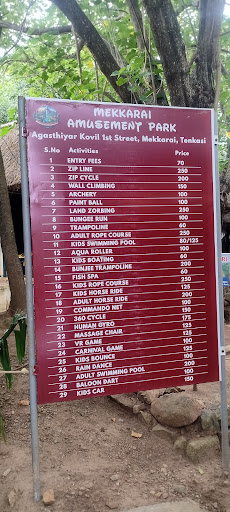 MEKKARAI
AMUSEMENT PARK
Agasthiyar Kovil 1st Street, Mekkarai, Tenkasi
S.No Activities Price
1 ENTRY FEES 70
2 ZIP LINE 250
3 ZIP CYCLE 200
4 WALL CLIMBING 150
5 ARCHERY 100
6 PAINT BALL 100
7 LAND ZORBING 250
8 BUNGEE RUN 100
9 TRAMPOLINE 60
10 ADULT ROPE COURSE 250
11 KIDS SWIMMING POOL 80/125
12 AQUA ROLLER 100
13 KIDS BOATING 60
14 BUNJEE TRAMPOLINE 200
15 FISH SPA 60
16 KIDS ROPE COURSE 250
17 KIDS HORSE RIDE 125
18 ADULT HORSE RIDE 200
19 COMMANDO NET 150
20 360 CYCLE 175
21 HUMAN GYRO 125
22 MASSAGE CHAIR 125
23 VR GAME 100
24 CARNIVAL GAME
25 KIDS BOUNCE 100
26 RAIN DANCE
27 ADULT SWIMMING POOL 100
28 BALOON DART
29 KIDS CAR 150